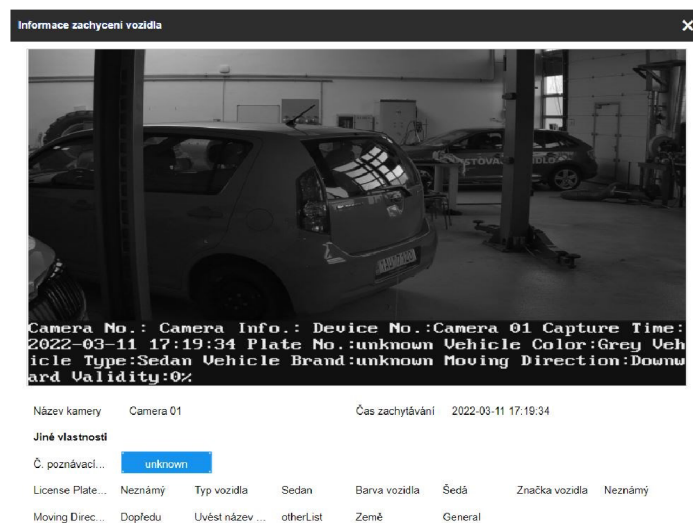 Informace zachycení vozidla
Camera No.: Camera Info.: Device No.:Camera 01 Capture Time:
2022-03-11 17:19:34 Plate No.:unknown Vehicle Color:Grey Veh
icle Type:Sedan Vehicle Brand:unknown Moving Direction:Downw
ard Validity:0%
Název kamery Camera 01 Čas zachytávání 2022-03-11 17:19:34
Jiné vlastnosti
Č. poznávací... unknown
License Plate... Neznámý Typ vozidla Sedan Barva vozidla Šedá Značka vozidla Neznámý
Moving Direc... Dopředu Uvést název ... otherList Země General